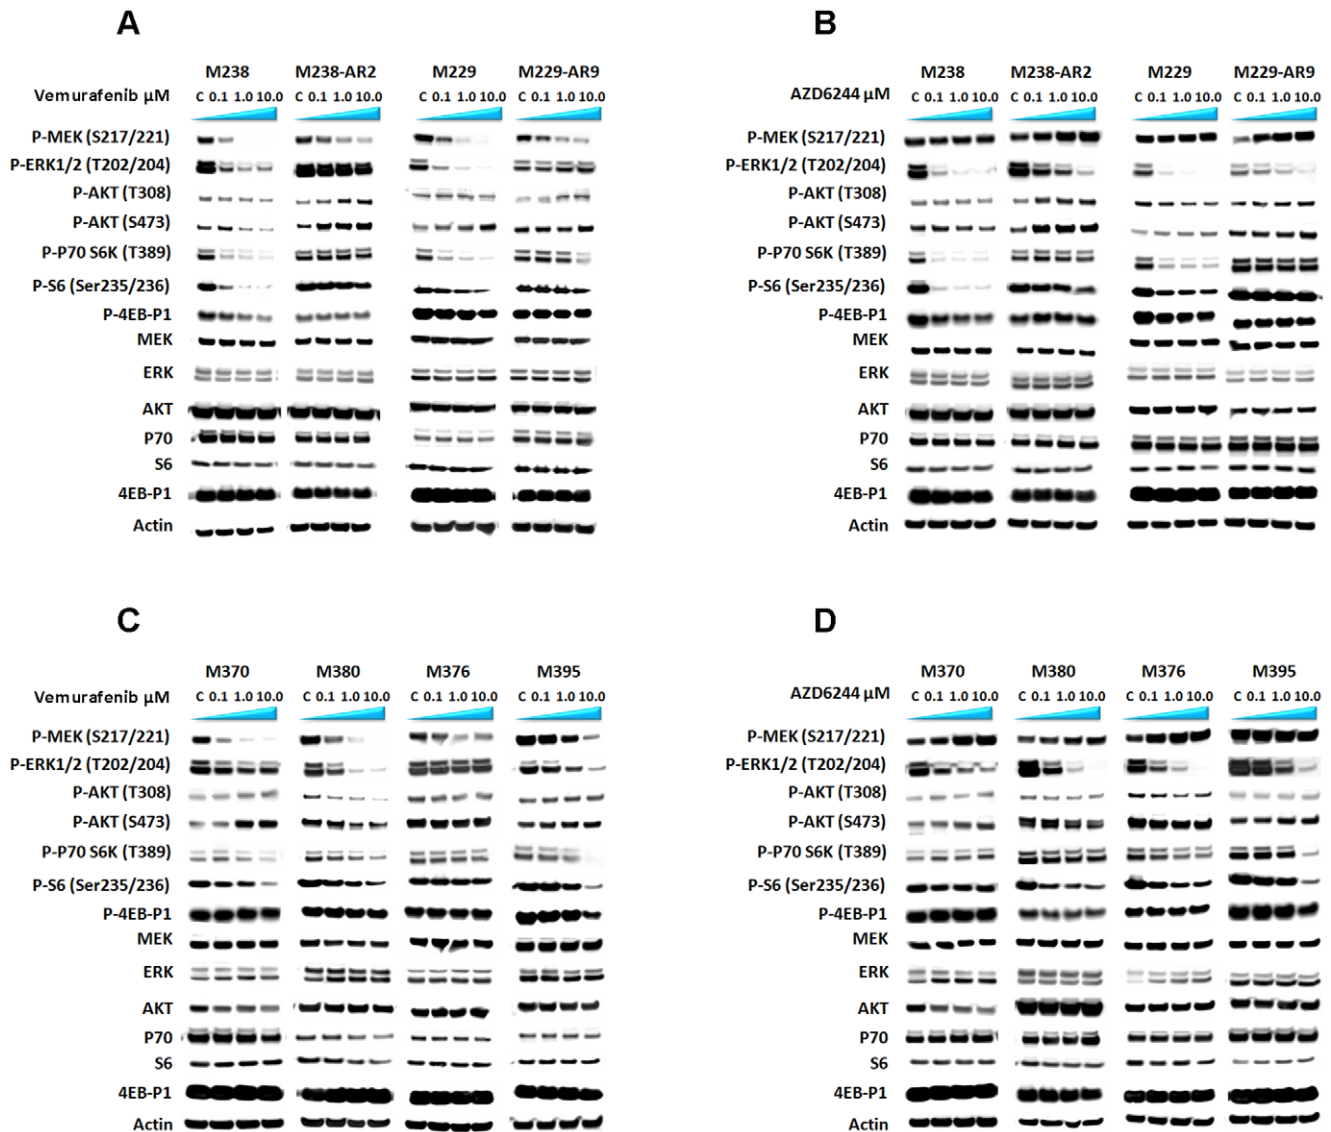 A
M238 M238-AR2 M229 M229-AR9
Vemurafenib µM C 0.1 1.0 10.0 C 0.1 1.0 10.0 C 0.1 1.0 10.0 C 0.1 1.0 10.0
P-MEK (S217/221)
P-ERK1/2 (T202/204)
P-AKT (T308)
P-AKT (S473)
P-P70 S6K (T389)
P-S6 (Ser235/236)
P-4EB-P1
MEK
ERK
AKT
P70
S6
4EB-P1
Actin
B
M238 M238-AR2 M229 M229-AR9
AZD6244 µM C 0.1 1.0 10.0 C 0.1 1.0 10.0 C 0.1 1.0 10.0 C 0.1 1.0 10.0
P-MEK (S217/221)
P-ERK1/2 (T202/204)
P-AKT (T308)
P-AKT (S473)
P-P70 S6K (T389)
P-S6 (Ser235/236)
P-4EB-P1
MEK
ERK
AKT
P70
S6
4EB-P1
Actin
C
M370 M380 M376 M395
Vemurafenib µM C 0.1 1.0 10.0 C 0.1 1.0 10.0 C 0.1 1.0 10.0 C 0.1 1.0 10.0
P-MEK (S217/221)
P-ERK1/2 (T202/204)
P-AKT (T308)
P-AKT (S473)
P-P70 S6K (T389)
P-S6 (Ser235/236)
P-4EB-P1
MEK
ERK
AKT
P70
S6
4EB-P1
Actin
D
M370 M380 M376 M395
AZD6244 µM C 0.1 1.0 10.0 C 0.1 1.0 10.0 C 0.1 1.0 10.0 C 0.1 1.0 10.0
P-MEK (S217/221)
P-ERK1/2 (T202/204)
P-AKT (T308)
P-AKT (S473)
P-P70 S6K (T389)
P-S6 (Ser235/236)
P-4EB-P1
MEK
ERK
AKT
P70
S6
4EB-P1
Actin